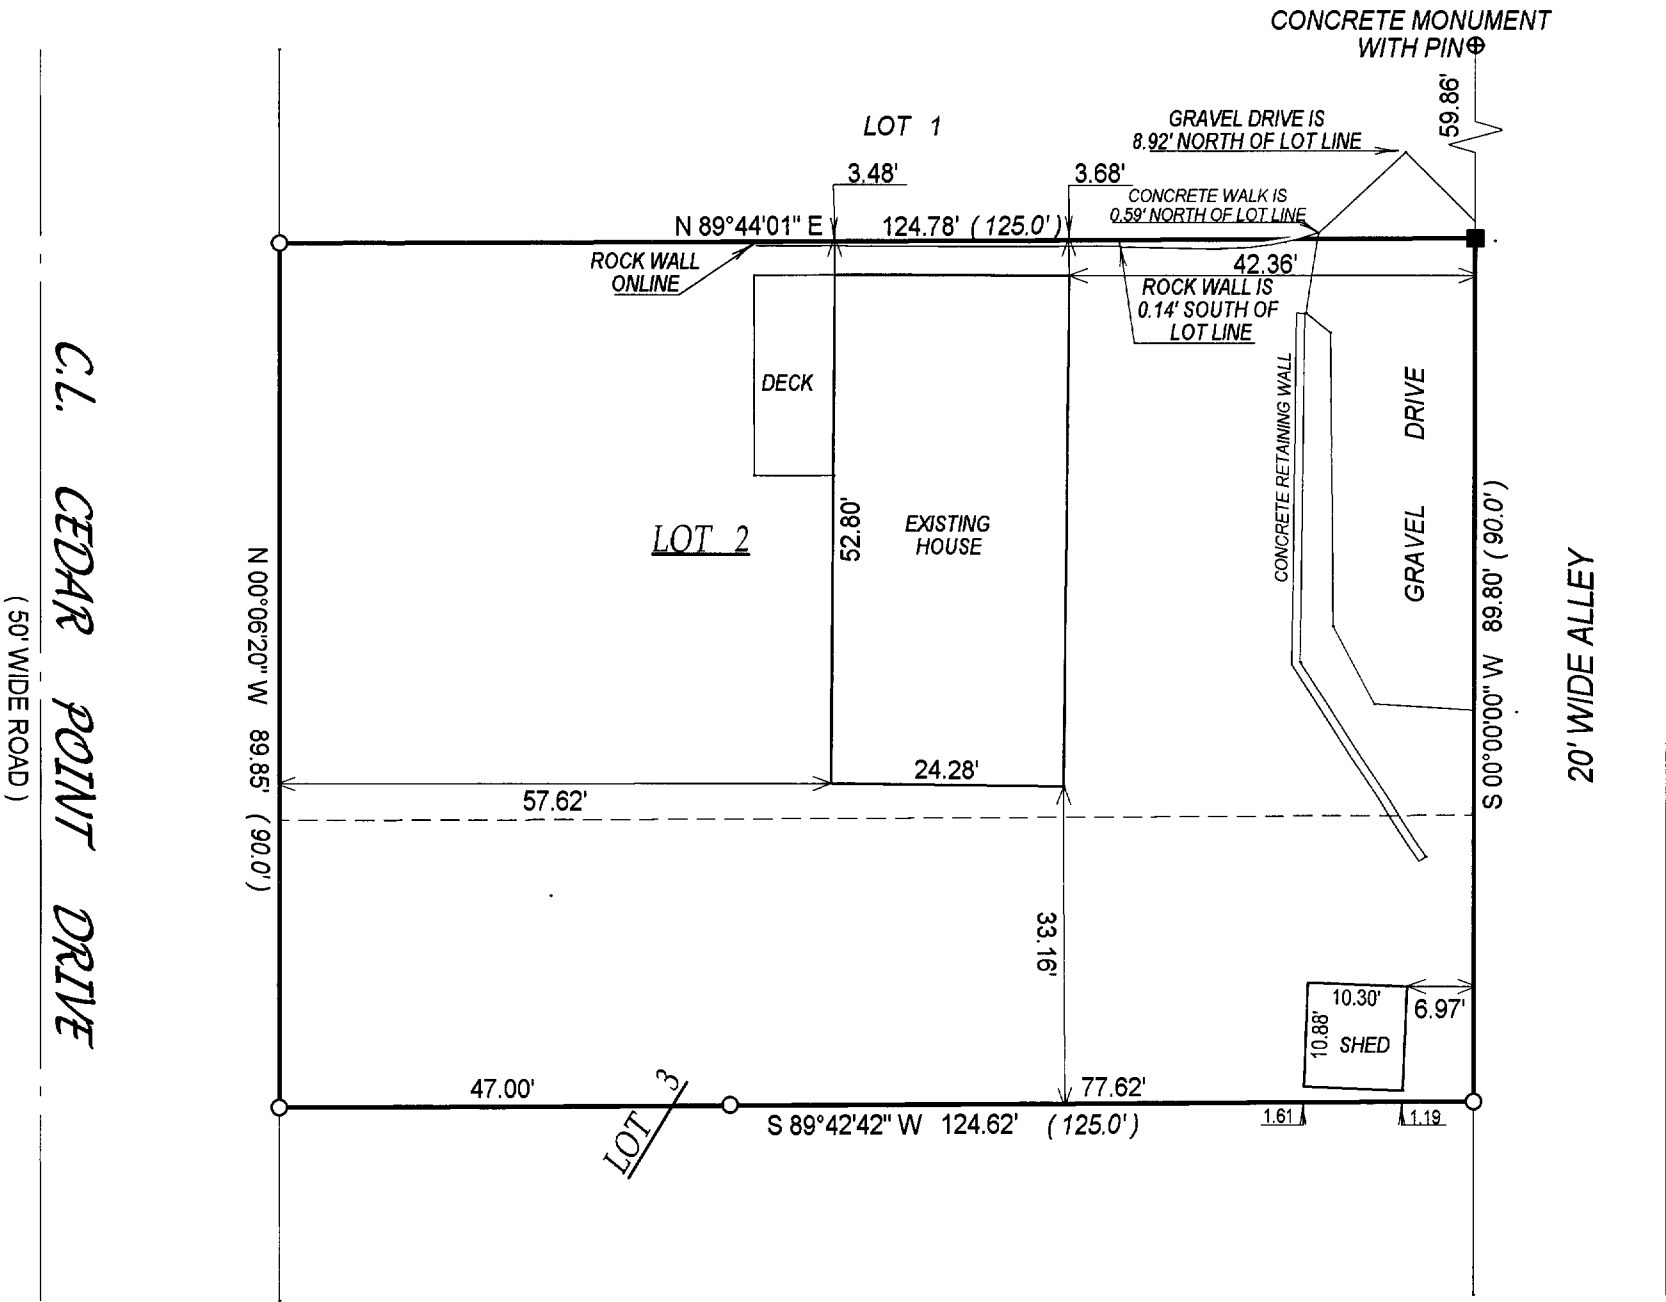 CONCRETE MONUMENT
WITH PIN
59.86'
LOT 1
GRAVEL DRIVE IS
8.92' NORTH OF LOT LINE
3.48'
3.68'
CONCRETE WALK IS
0.59' NORTH OF LOT LINE
N 89°44'01" E 124.78' ( 125.0' )
ROCK WALL
ONLINE
42.36'
ROCK WALL IS
0.14' SOUTH OF
LOT LINE
DECK
CONCRETE RETAINING WALL
GRAVEL DRIVE
S 00°00'00" W 89.80' ( 90.0' )
20' WIDE ALLEY
LOT 2
52.80'
EXISTING
HOUSE
C.L. CEDAR POINT DRIVE
( 50' WIDE ROAD )
N 00°06'20" W 89.85' ( 90.0' )
24.28'
57.62'
33.16'
10.30'
10.88'
SHED
6.97'
47.00'
77.62'
LOT 3
S 89°42'42" W 124.62' ( 125.0' )
1.61
1.19